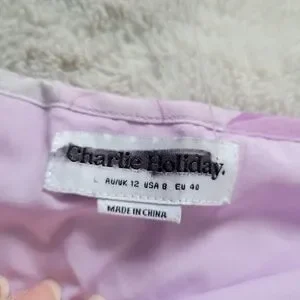 Charlie Holiday.
L AU/UK 12 USA 8 EU 40
MADE IN CHINA